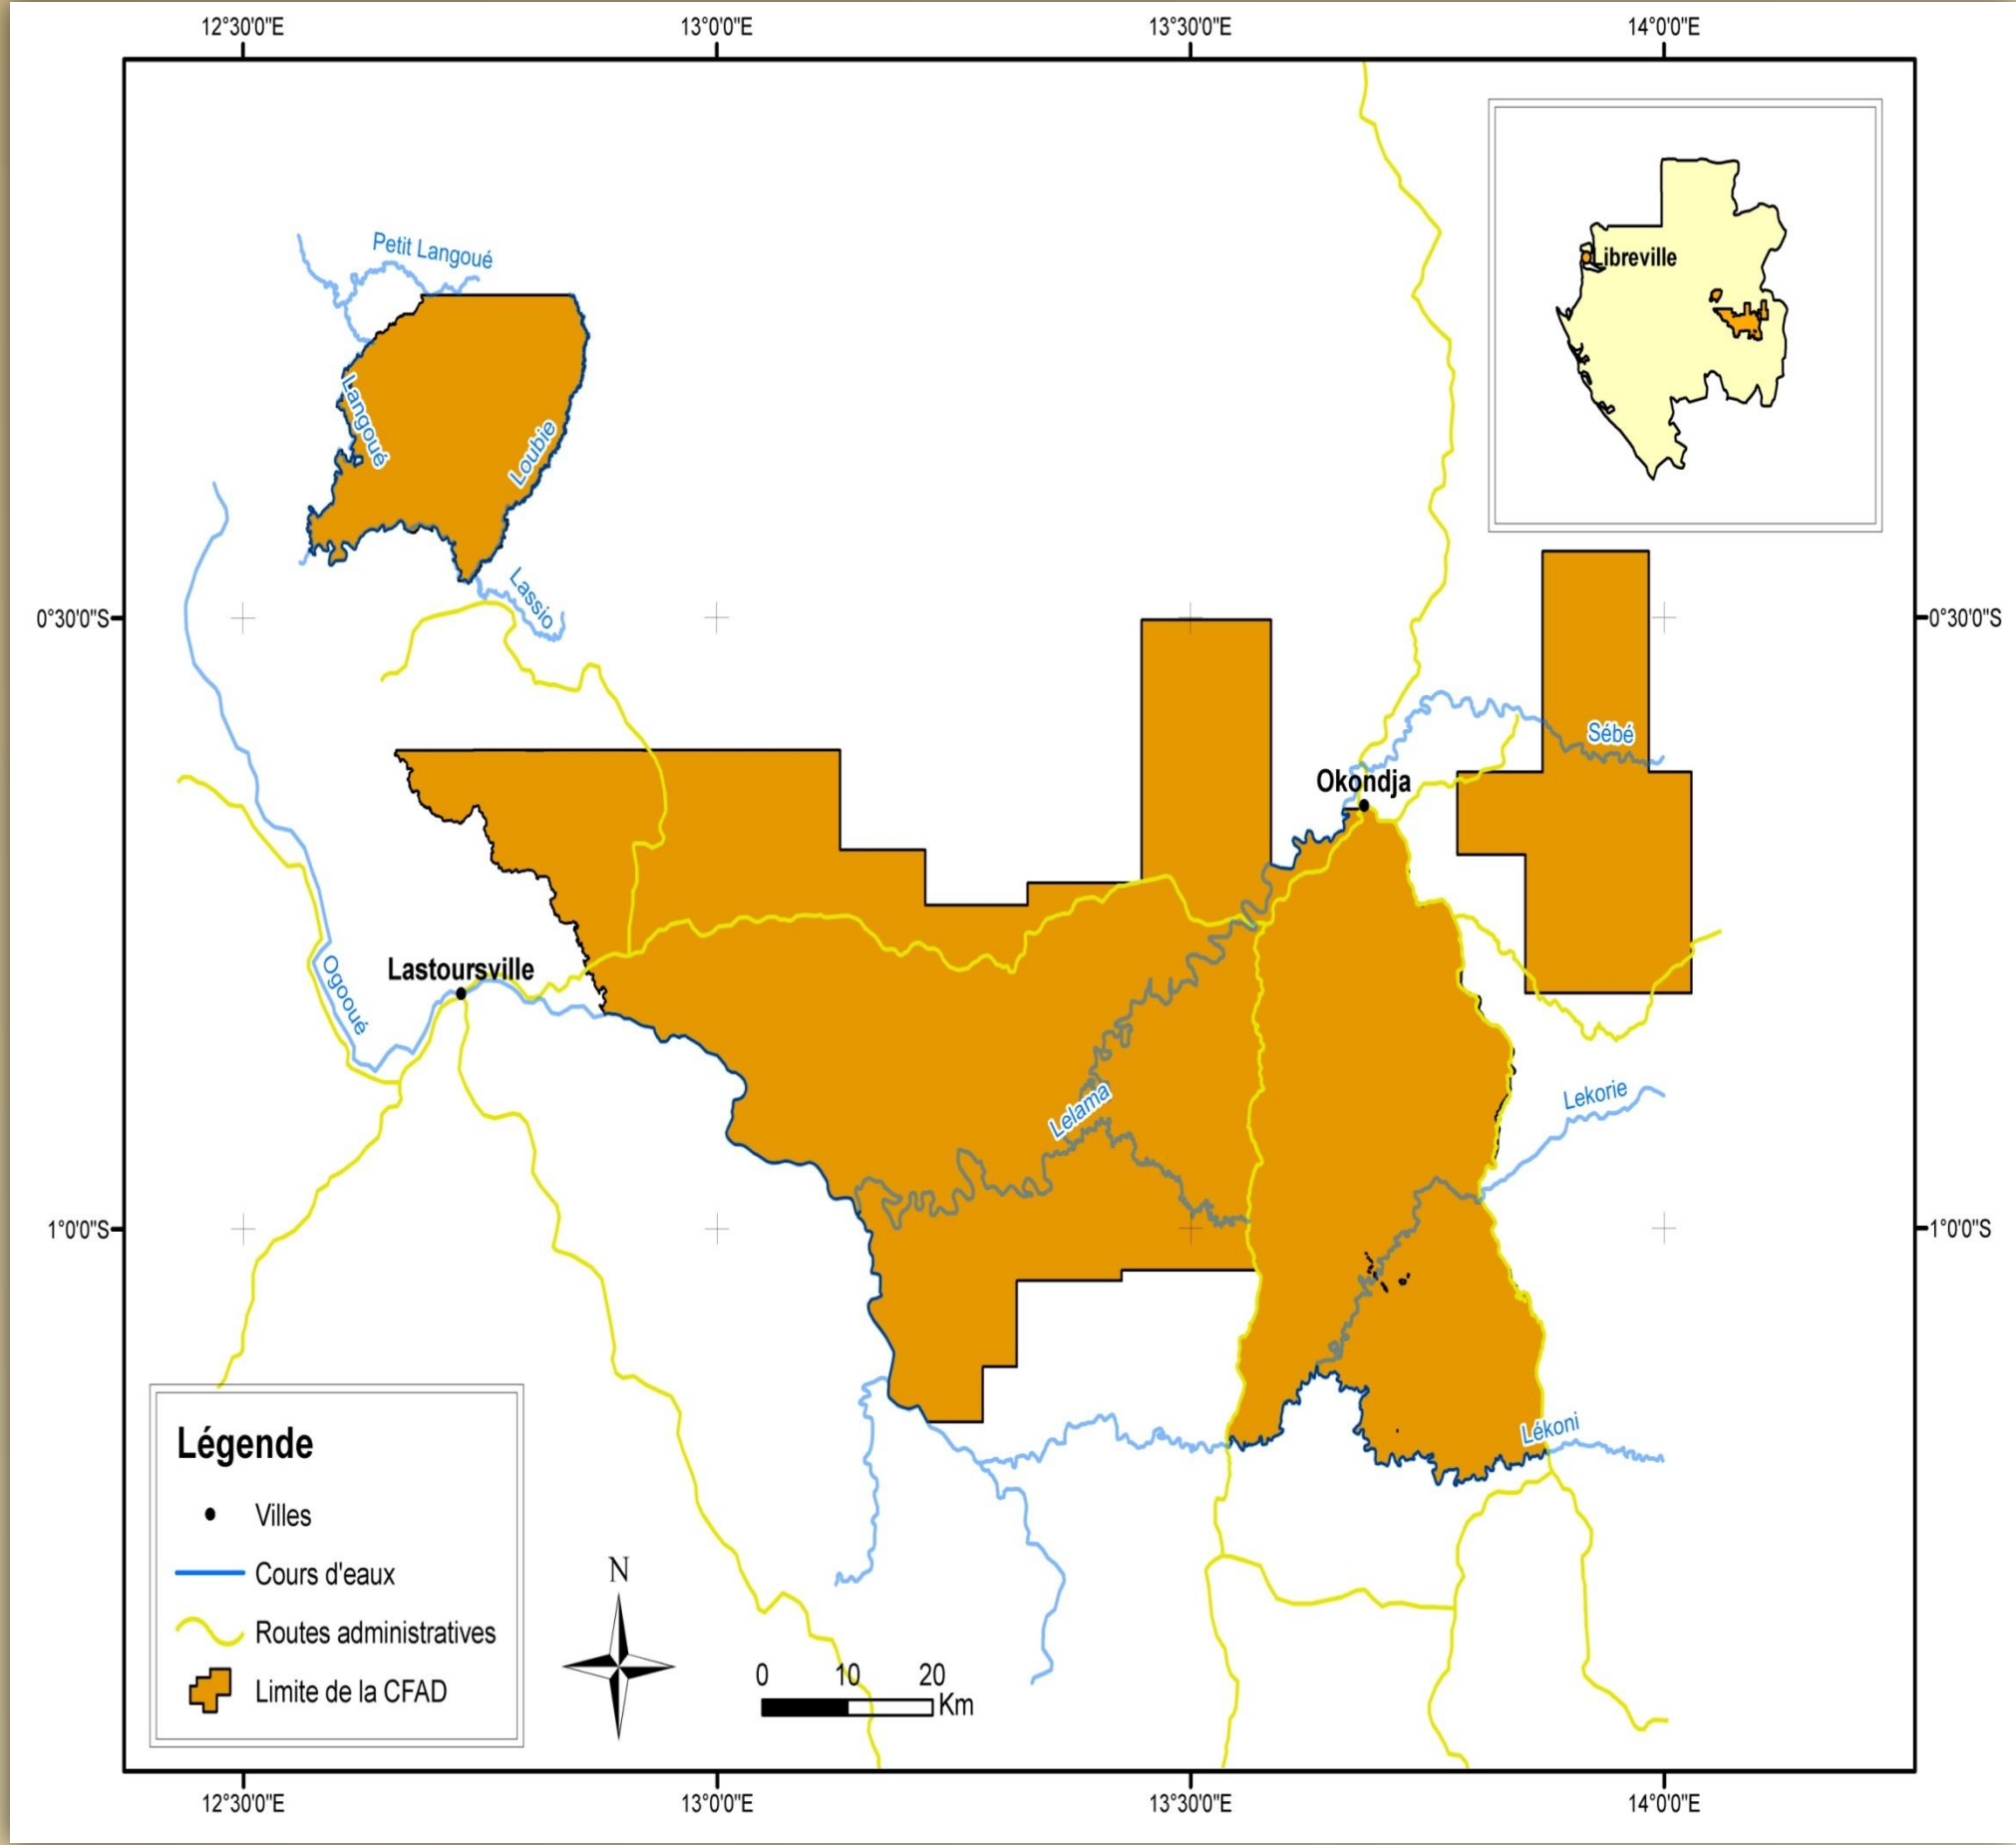 12°30'0"E
13°0'0"E
13°30'0"E
14°0'0"E
Petit Langoué
Langoué
Loubie
Lassio
Libreville
0°30'0"S
0°30'0"S
Sébé
Okondja
Lastoursville
Ogooué
Lelama
Lekorie
1°0'0"S
1°0'0"S
Lékoni
Légende
Villes
Cours d'eaux
Routes administratives
Limite de la CFAD
N
0 10 20
Km
12°30'0"E
13°0'0"E
13°30'0"E
14°0'0"E